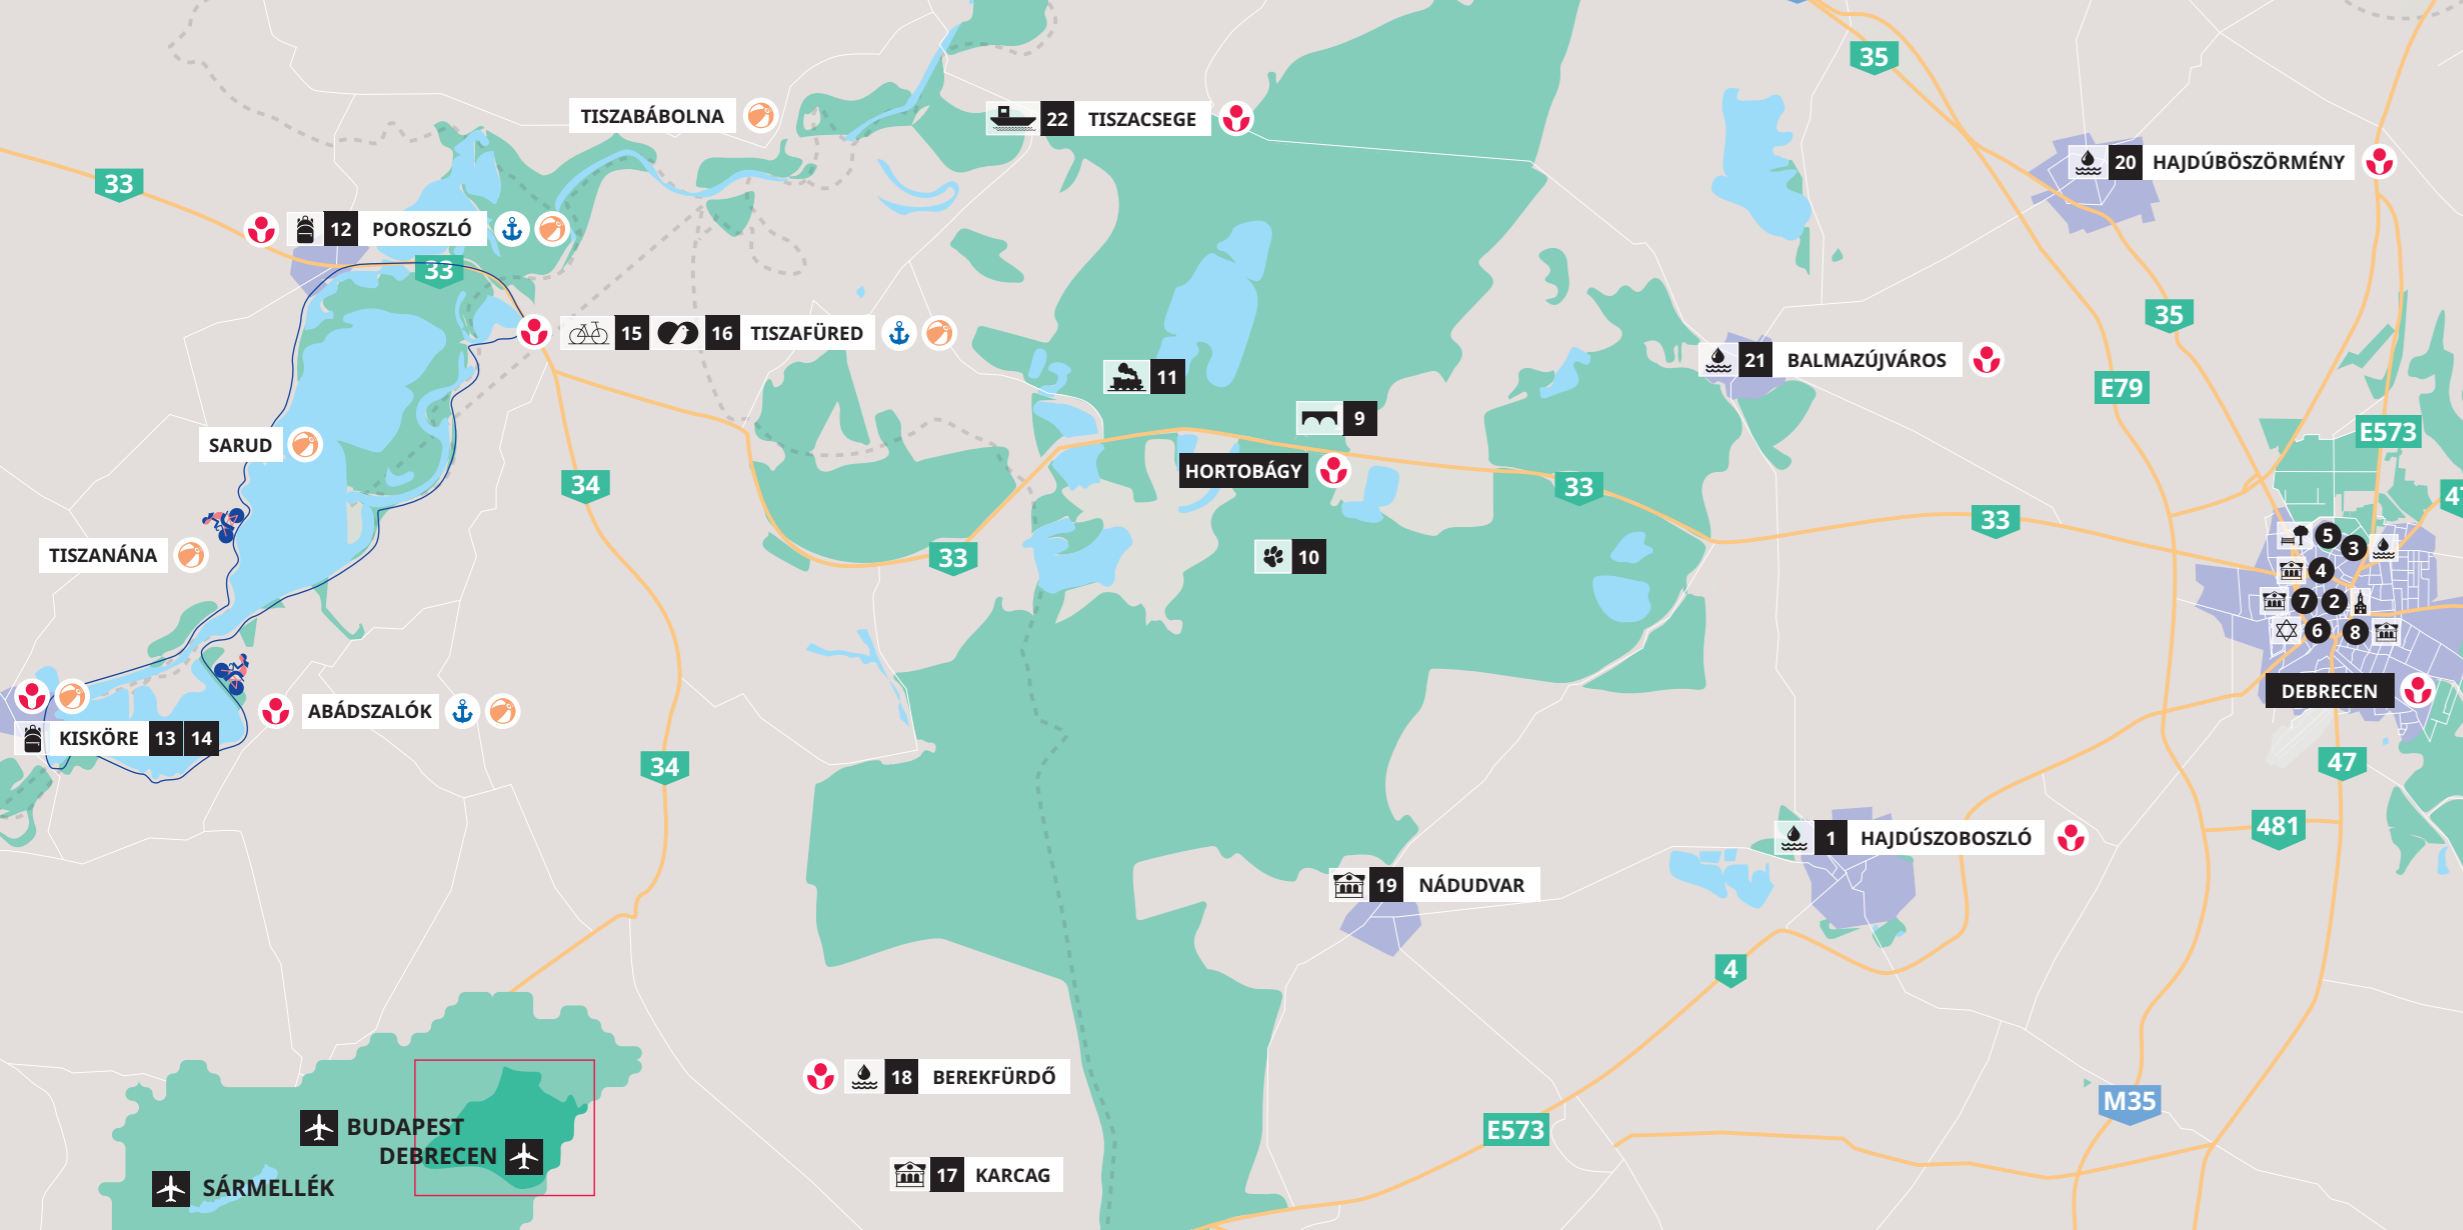 35
TISZABÁBOLNA
22 TISZACSEGE
20 HAJDÚBÖSZÖRMÉNY
33
12 POROSZLÓ
33
35
15 16 TISZAFÜRED
21 BALMAZÚJVÁROS
11
E79
9
E573
SARUD
HORTOBÁGY
34
33
47
33
TISZANÁNA
33
10
5
3
4
7 2
6 8
DEBRECEN
ABÁDSZALÓK
KISKÖRE 13 14
34
47
481
1 HAJDÚSZOBOSZLÓ
19 NÁDUDVAR
4
18 BEREKFÜRDŐ
M35
E573
BUDAPEST
DEBRECEN
17 KARCAG
SÁRMELLÉK